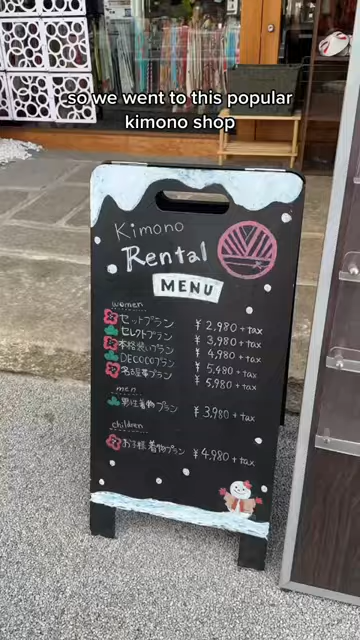 so we went to this popular
kimono shop
Kimono
Rental
MENU
women
セットプラン ¥2,980+tax
セレクトプラン ¥3,980+tax
本格装いプラン ¥4,980+tax
DECOCOプラン ¥5,480+tax
名古屋帯プラン ¥5,980+tax
men
男性着物プラン ¥3,980+tax
children
お子様着物プラン ¥4,980+tax